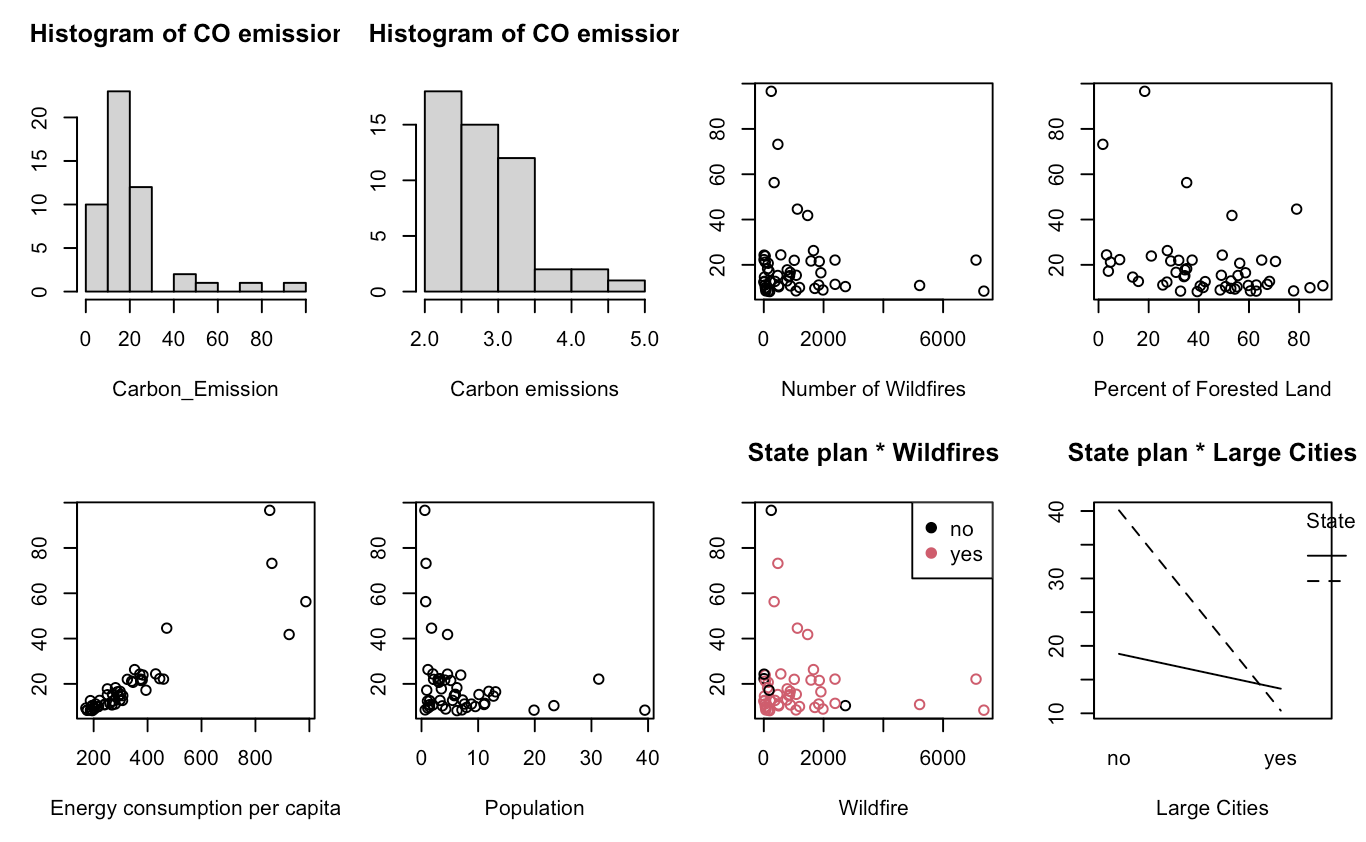 Histogram of CO emission
20
15
10
5
0
0 20 40 60 80
Carbon_Emission
Histogram of CO emission
15
10
5
0
2.0 3.0 4.0 5.0
Carbon emissions
80
60
40
20
0 2000 6000
Number of Wildfires
80
60
40
20
0 20 40 60 80
Percent of Forested Land
80
60
40
20
200 400 600 800
Energy consumption per capita
80
60
40
20
0 10 20 30 40
Population
State plan * Wildfires
80
60
40
20
no
yes
0 2000 6000
Wildfire
State plan * Large Cities
40
30
20
10
State
no yes
Large Cities